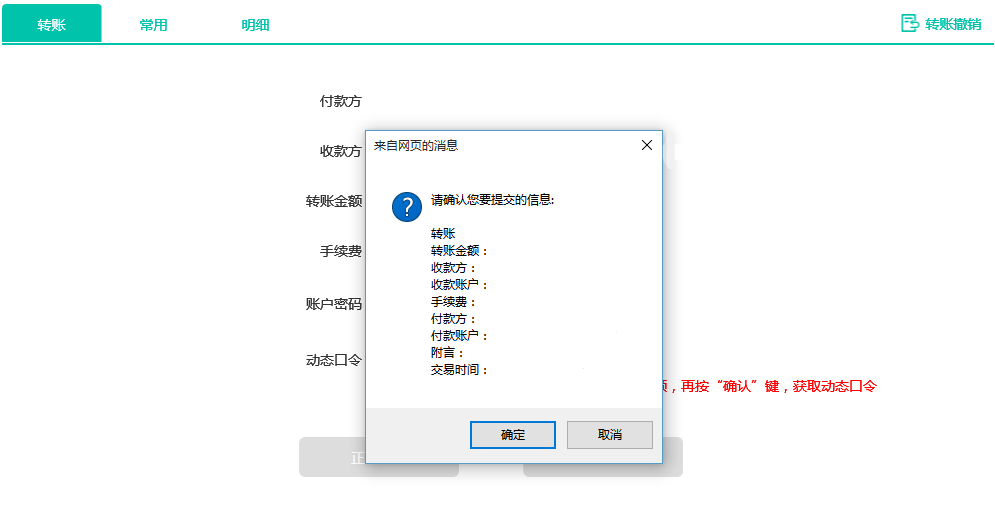 转账
常用
明细
转账撤销
付款方
收款方
转账金额
手续费
账户密码
动态口令
来自网页的消息
请确认您要提交的信息:
转账
转账金额：
收款方：
收款账户：
手续费：
付款方：
付款账户：
附言：
交易时间：
，再按“确认”键，获取动态口令
确定
取消
正